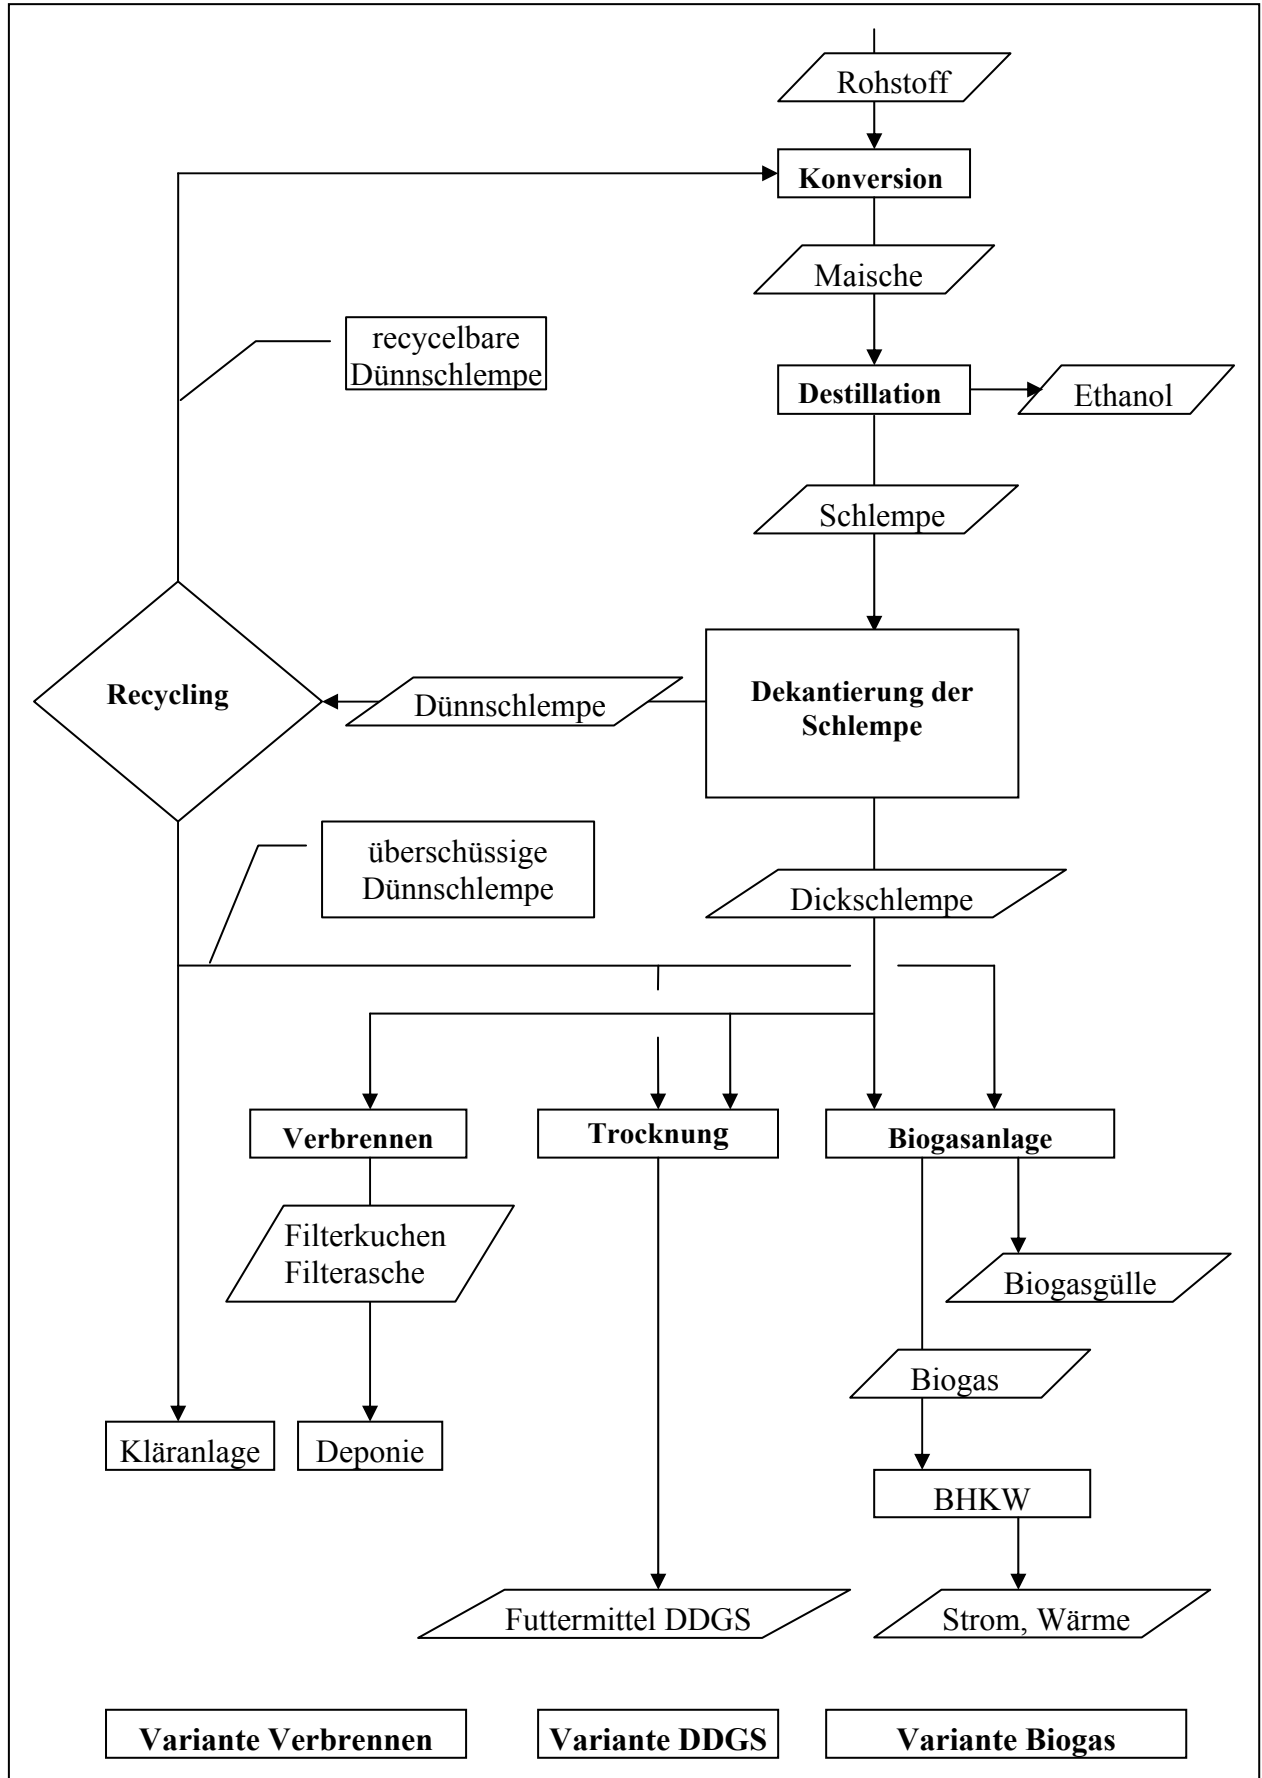 Rohstoff
Konversion
Maische
recycelbare
Dünnschlempe
Destillation
Ethanol
Schlempe
Recycling
Dünnschlempe
Dekantierung der
Schlempe
überschüssige
Dünnschlempe
Dickschlempe
Verbrennen
Trocknung
Biogasanlage
Filterkuchen
Filterasche
Biogasgülle
Biogas
Kläranlage
Deponie
BHKW
Futtermittel DDGS
Strom, Wärme
Variante Verbrennen
Variante DDGS
Variante Biogas